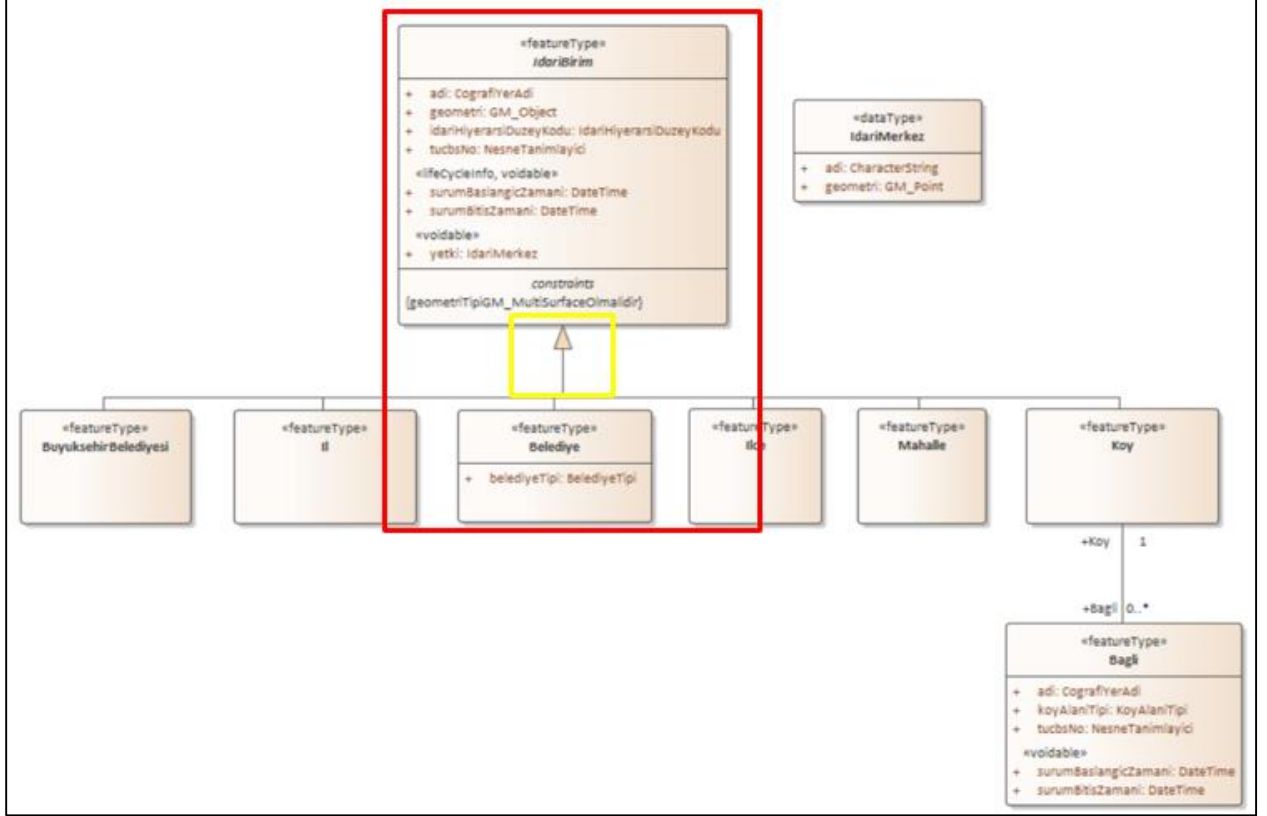 «featureType»
IdariBirim
+ adi: CografiYerAdi
+ geometri: GM_Object
+ idariHiyerarsiDuzeyKodu: IdariHiyerarsiDuzeyKodu
+ tucbsNo: NesneTanimlayici
«lifeCycleInfo, voidable»
+ surumBaslangicZamani: DateTime
+ surumBitisZamani: DateTime
«voidable»
+ yetki: IdariMerkez
constraints
{geometriTipiGM_MultiSurfaceOlmalidir}
«dataType»
IdariMerkez
+ adi: CharacterString
+ geometri: GM_Point
«featureType»
BuyuksehirBelediyesi
«featureType»
Il
«featureType»
Belediye
+ belediyeTipi: BelediyeTipi
«featureType»
Ilce
«featureType»
Mahalle
«featureType»
Koy
+Koy 1
+Bagli 0..*
«featureType»
Bagli
+ adi: CografiYerAdi
+ koyAlaniTipi: KoyAlaniTipi
+ tucbsNo: NesneTanimlayici
«voidable»
+ surumBaslangicZamani: DateTime
+ surumBitisZamani: DateTime